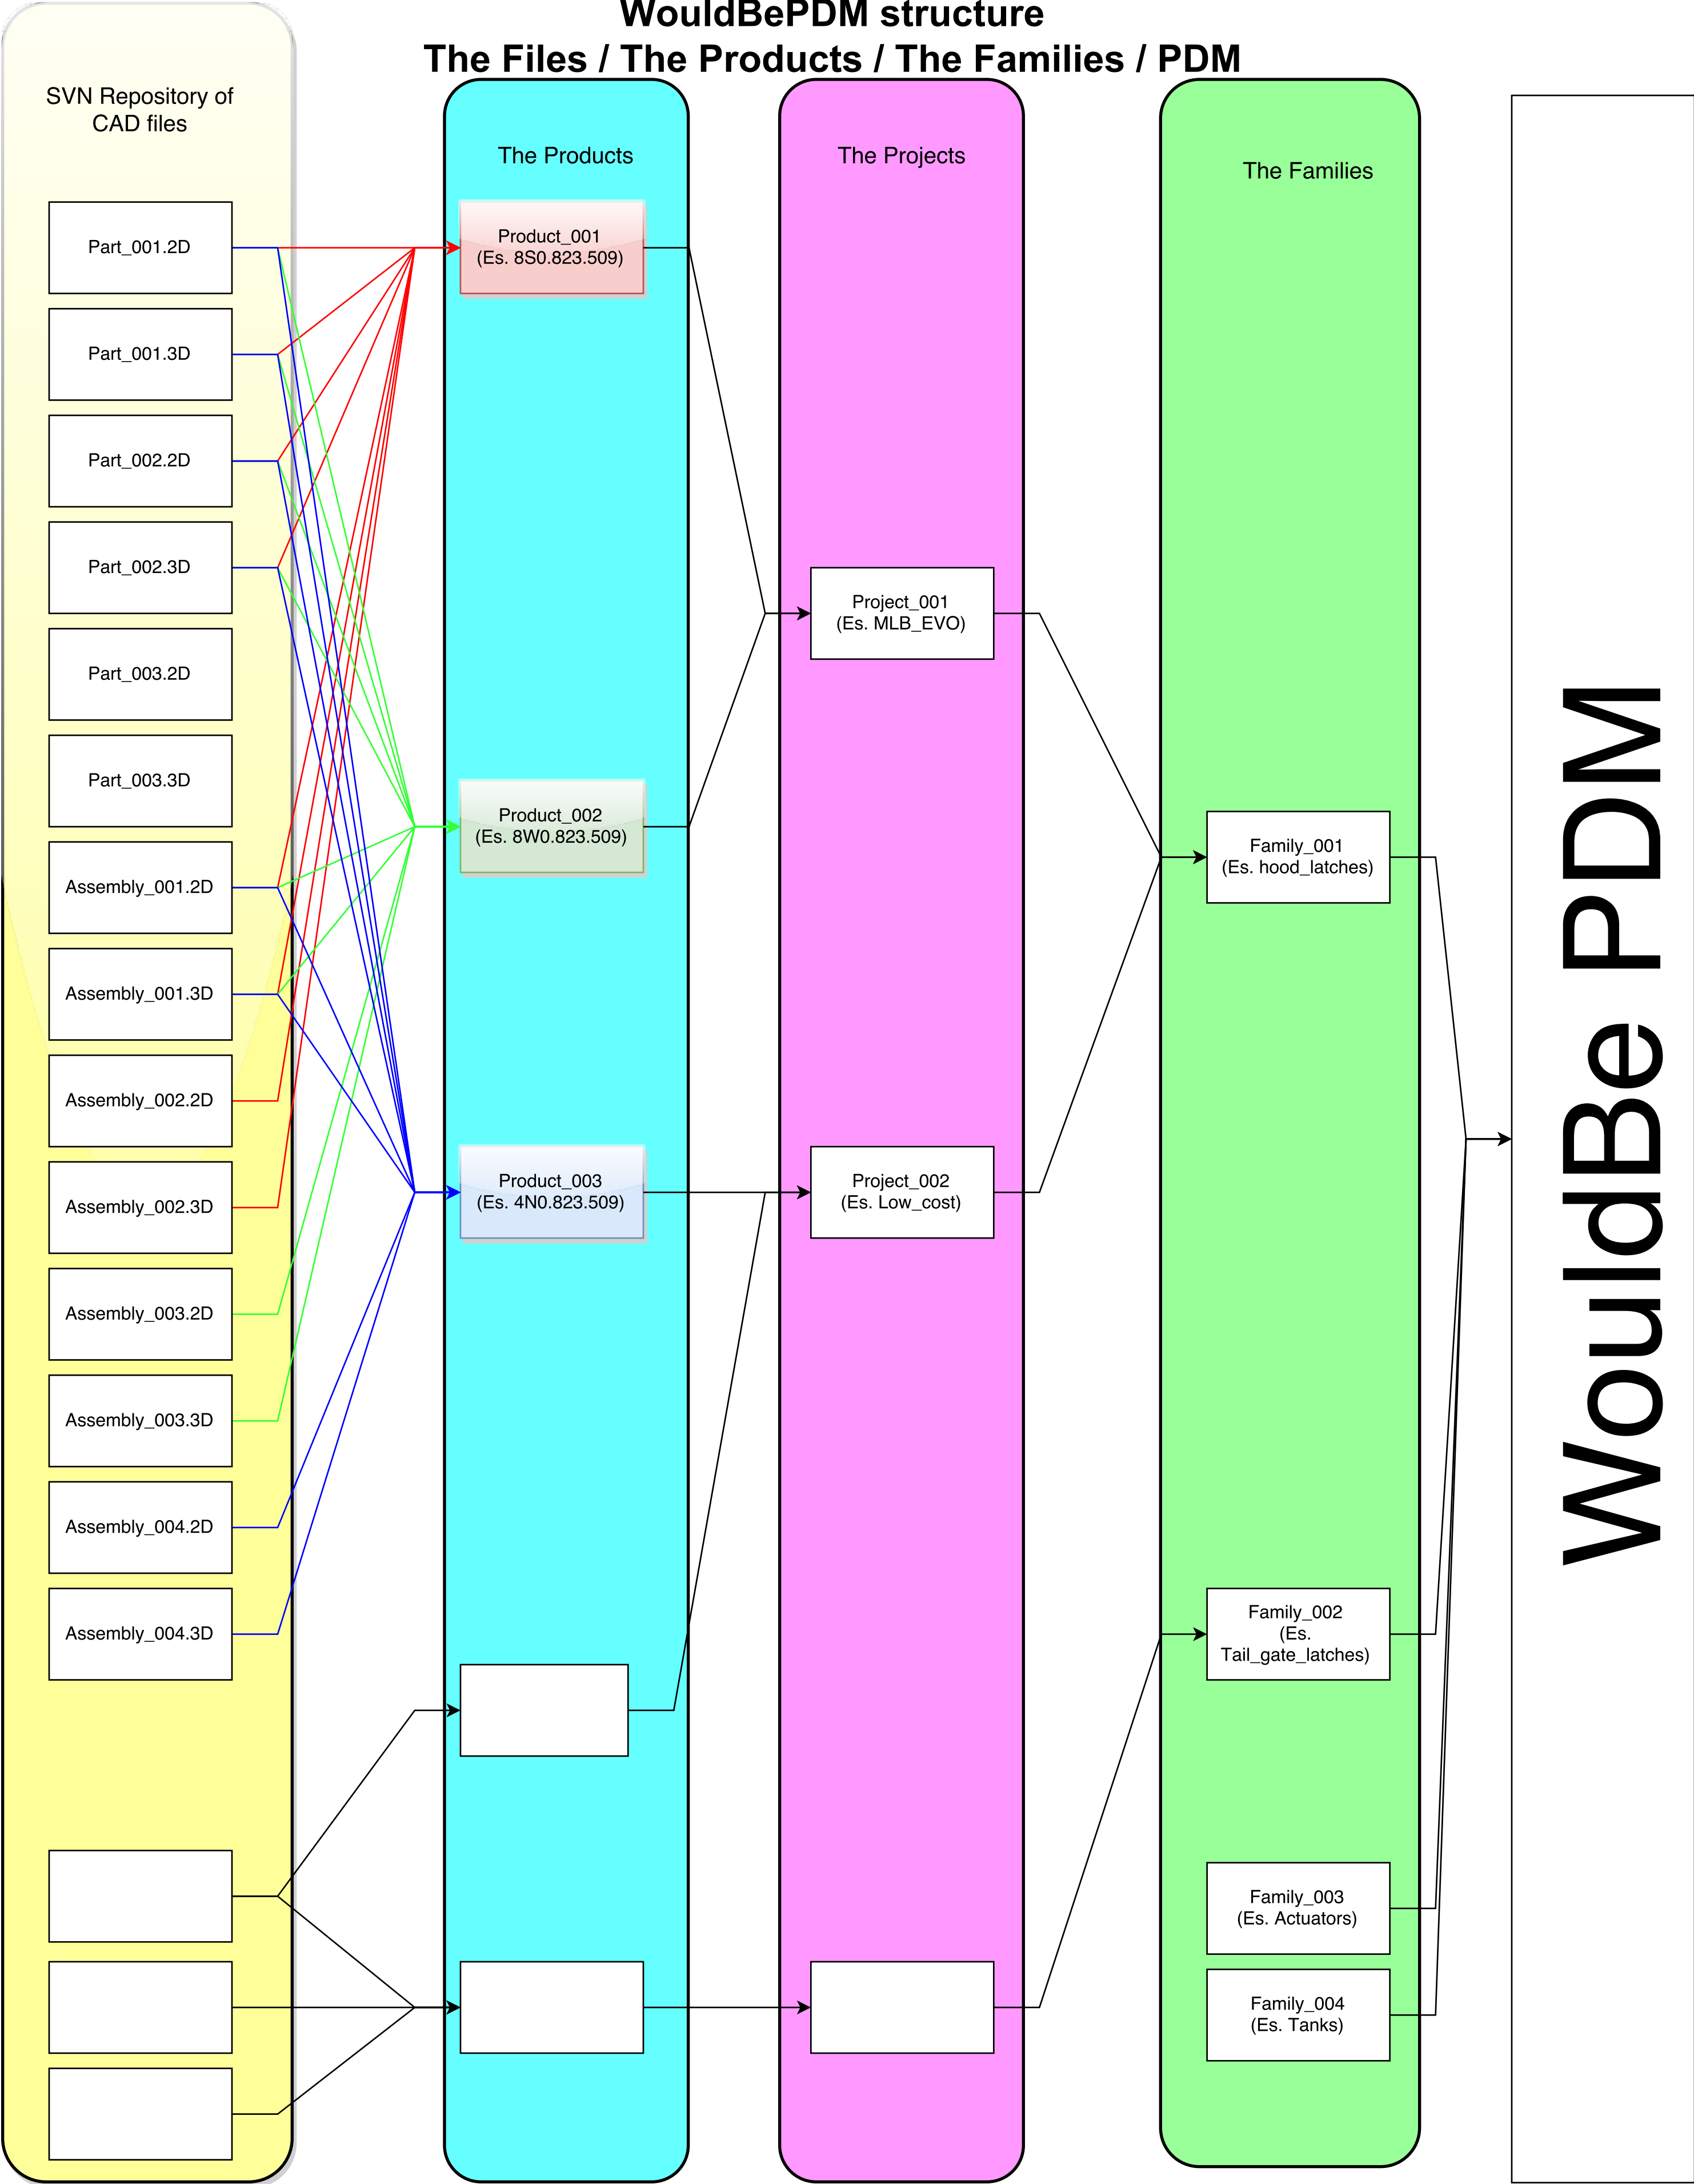 WouldBePDM structure
The Files / The Products / The Families / PDM
SVN Repository of
CAD files
Part_001.2D
Part_001.3D
Part_002.2D
Part_002.3D
Part_003.2D
Part_003.3D
Assembly_001.2D
Assembly_001.3D
Assembly_002.2D
Assembly_002.3D
Assembly_003.2D
Assembly_003.3D
Assembly_004.2D
Assembly_004.3D
The Products
Product_001
(Es. 8S0.823.509)
Product_002
(Es. 8W0.823.509)
Product_003
(Es. 4N0.823.509)
The Projects
Project_001
(Es. MLB_EVO)
Project_002
(Es. Low_cost)
The Families
Family_001
(Es. hood_latches)
Family_002
(Es.
Tail_gate_latches)
Family_003
(Es. Actuators)
Family_004
(Es. Tanks)
WouldBe PDM